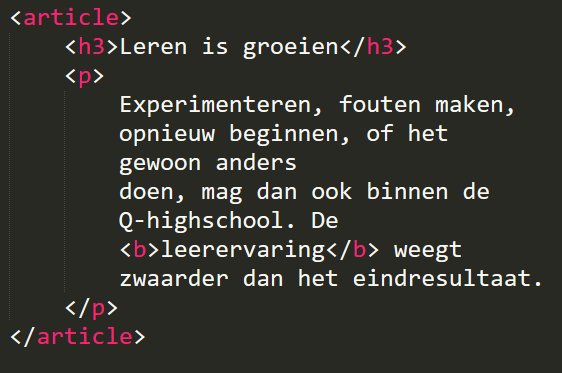 <article>
<h3>Leren is groeien</h3>
<p>
Experimenteren, fouten maken,
opnieuw beginnen, of het
gewoon anders
doen, mag dan ook binnen de
Q-highschool. De
<b>leerervaring</b> weegt
zwaarder dan het eindresultaat.
</p>
</article>